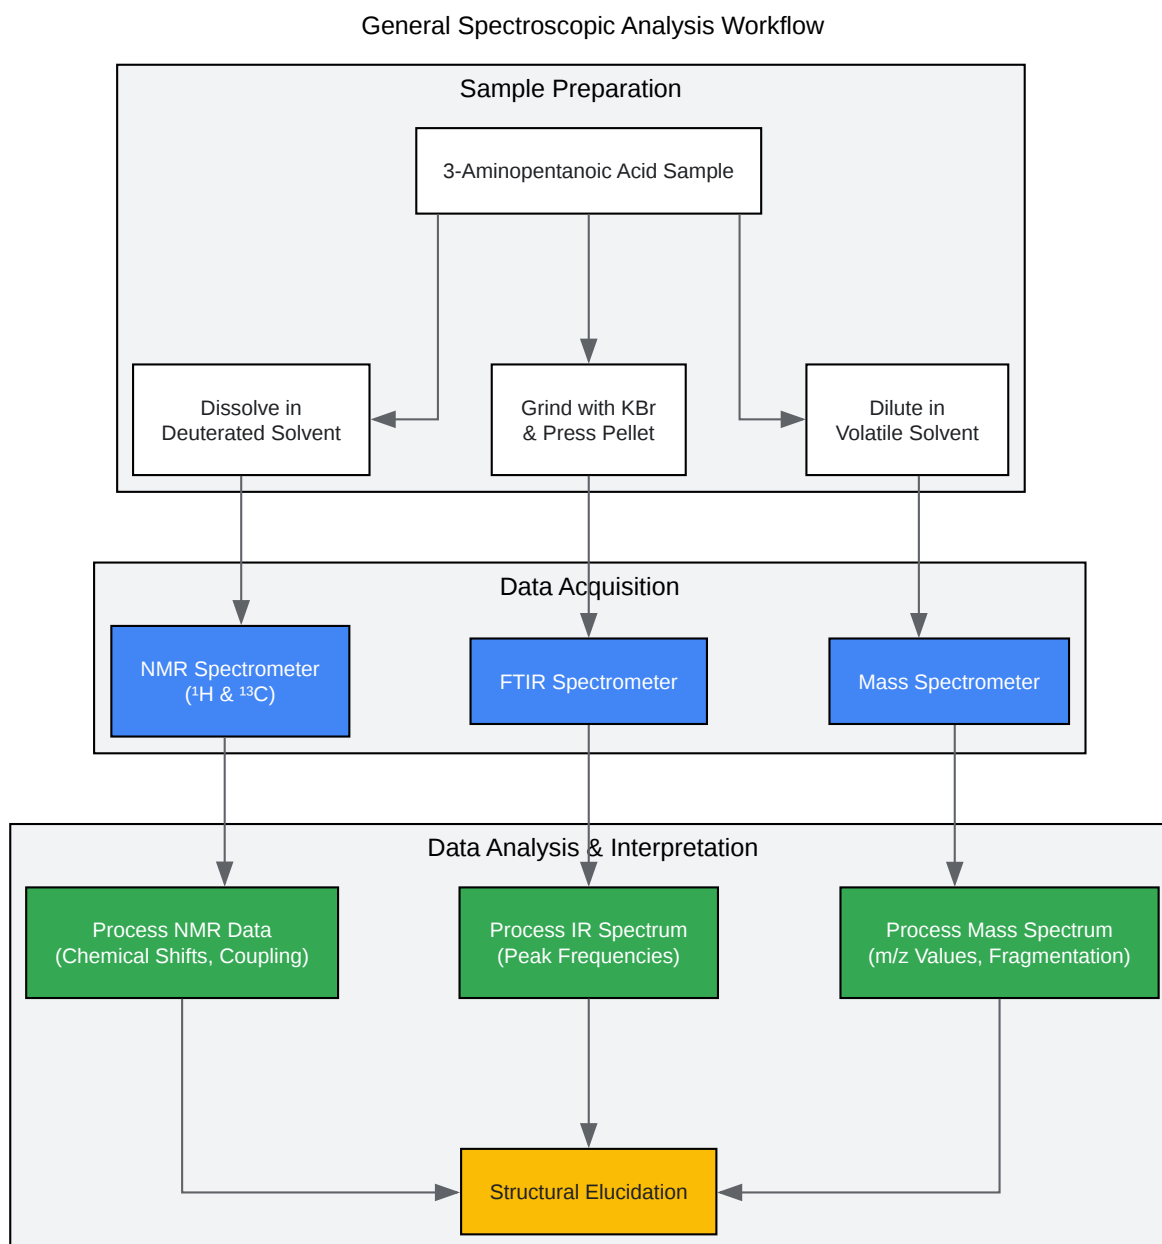 General Spectroscopic Analysis Workflow
Sample Preparation
3-Aminopentanoic Acid Sample
Dissolve in
Deuterated Solvent
Grind with KBr
& Press Pellet
Dilute in
Volatile Solvent
Data Acquisition
NMR Spectrometer
(¹H & ¹³C)
FTIR Spectrometer
Mass Spectrometer
Data Analysis & Interpretation
Process NMR Data
(Chemical Shifts, Coupling)
Process IR Spectrum
(Peak Frequencies)
Process Mass Spectrum
(m/z Values, Fragmentation)
Structural Elucidation